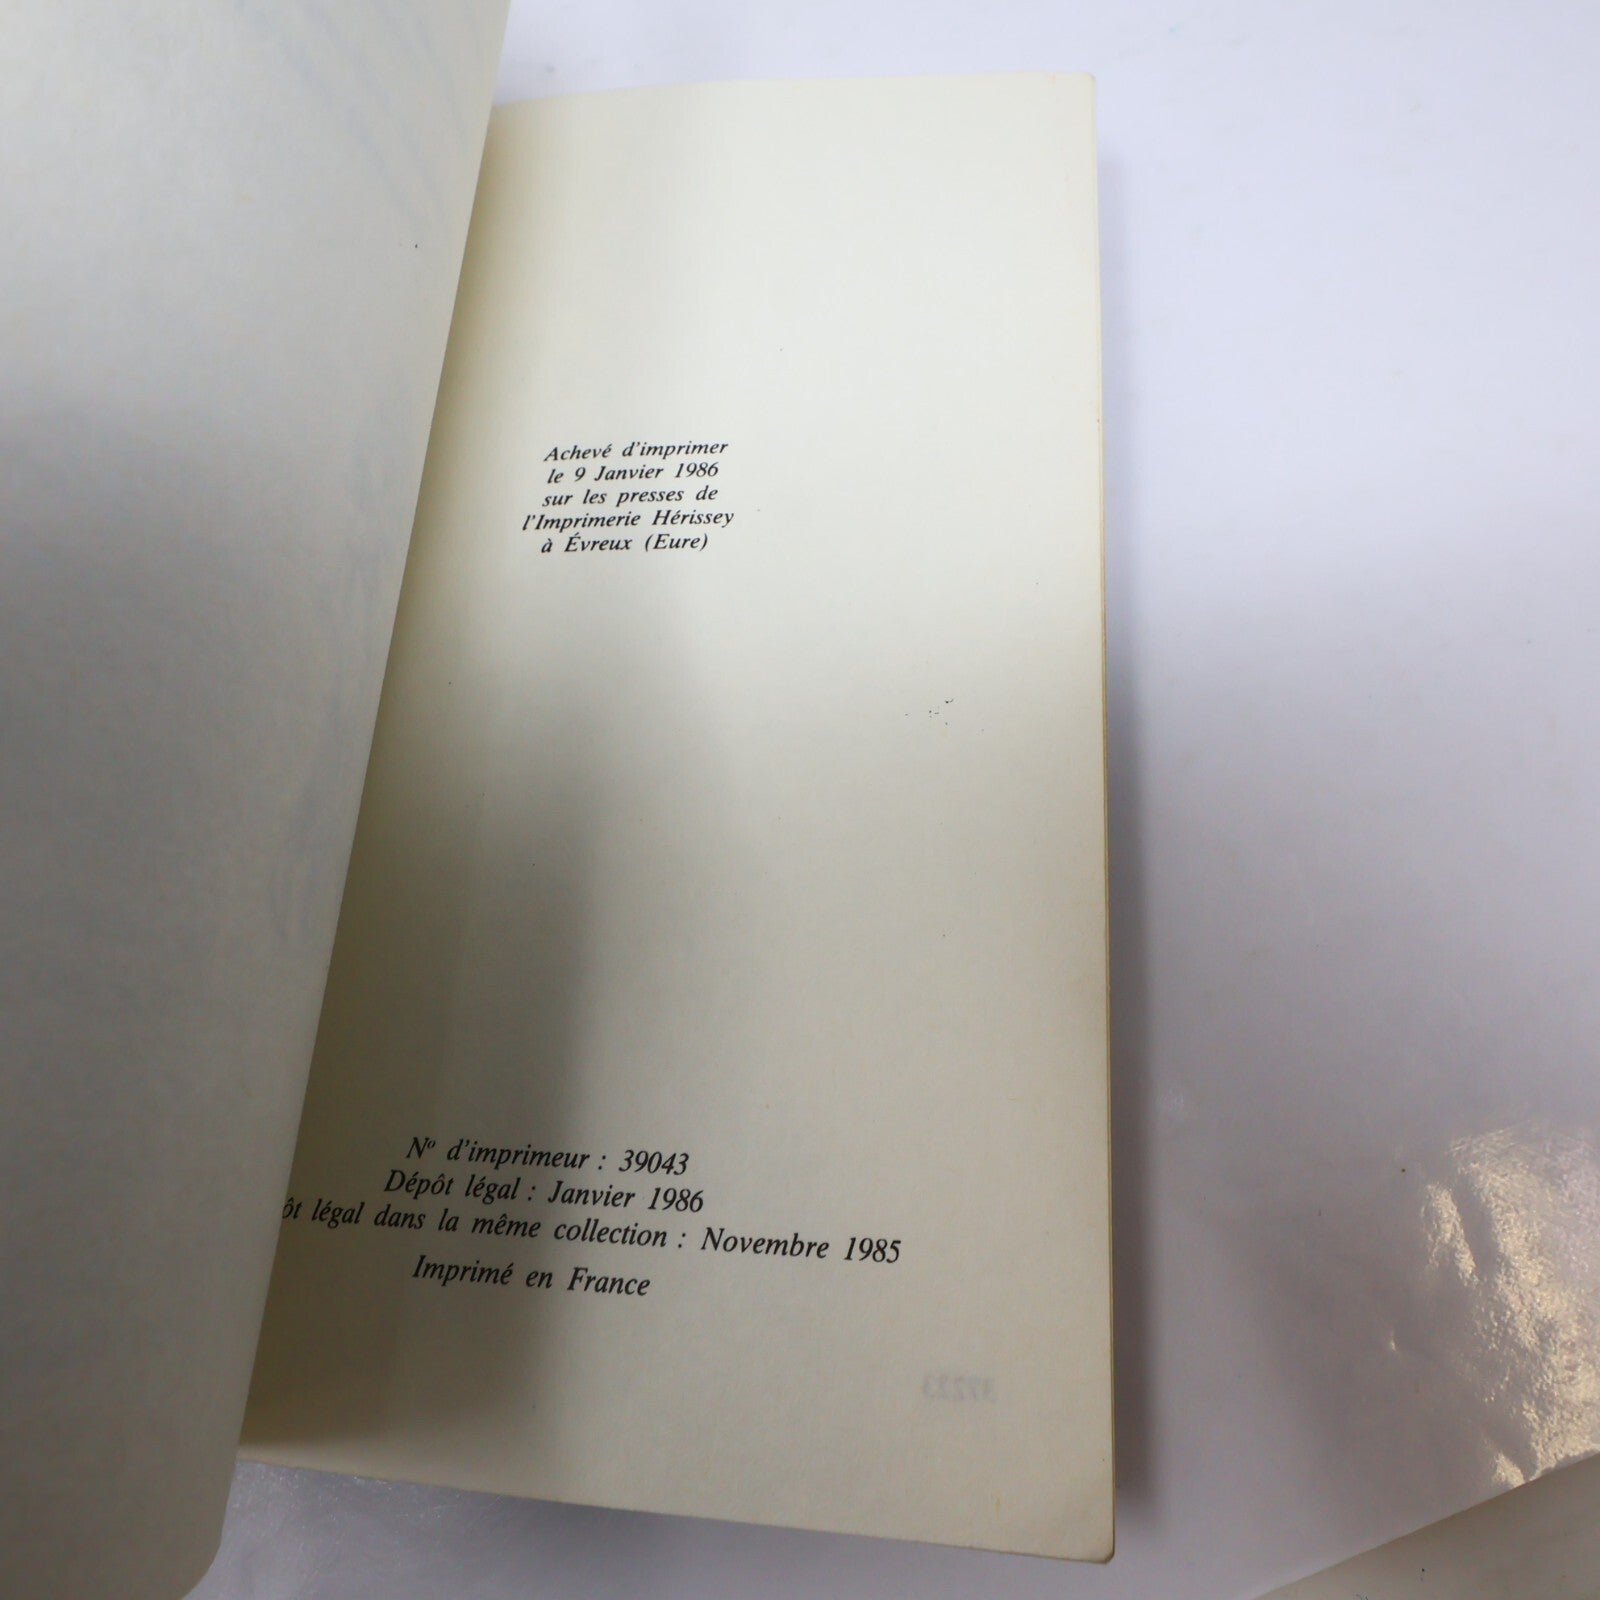 Achevé d'imprimer
le 9 Janvier 1986
sur les presses de
l'Imprimerie Hérissey
à Évreux (Eure)
Nº d'imprimeur : 39043
Dépôt légal : Janvier 1986
légal dans la même collection : Novembre 1985
Imprimé en France